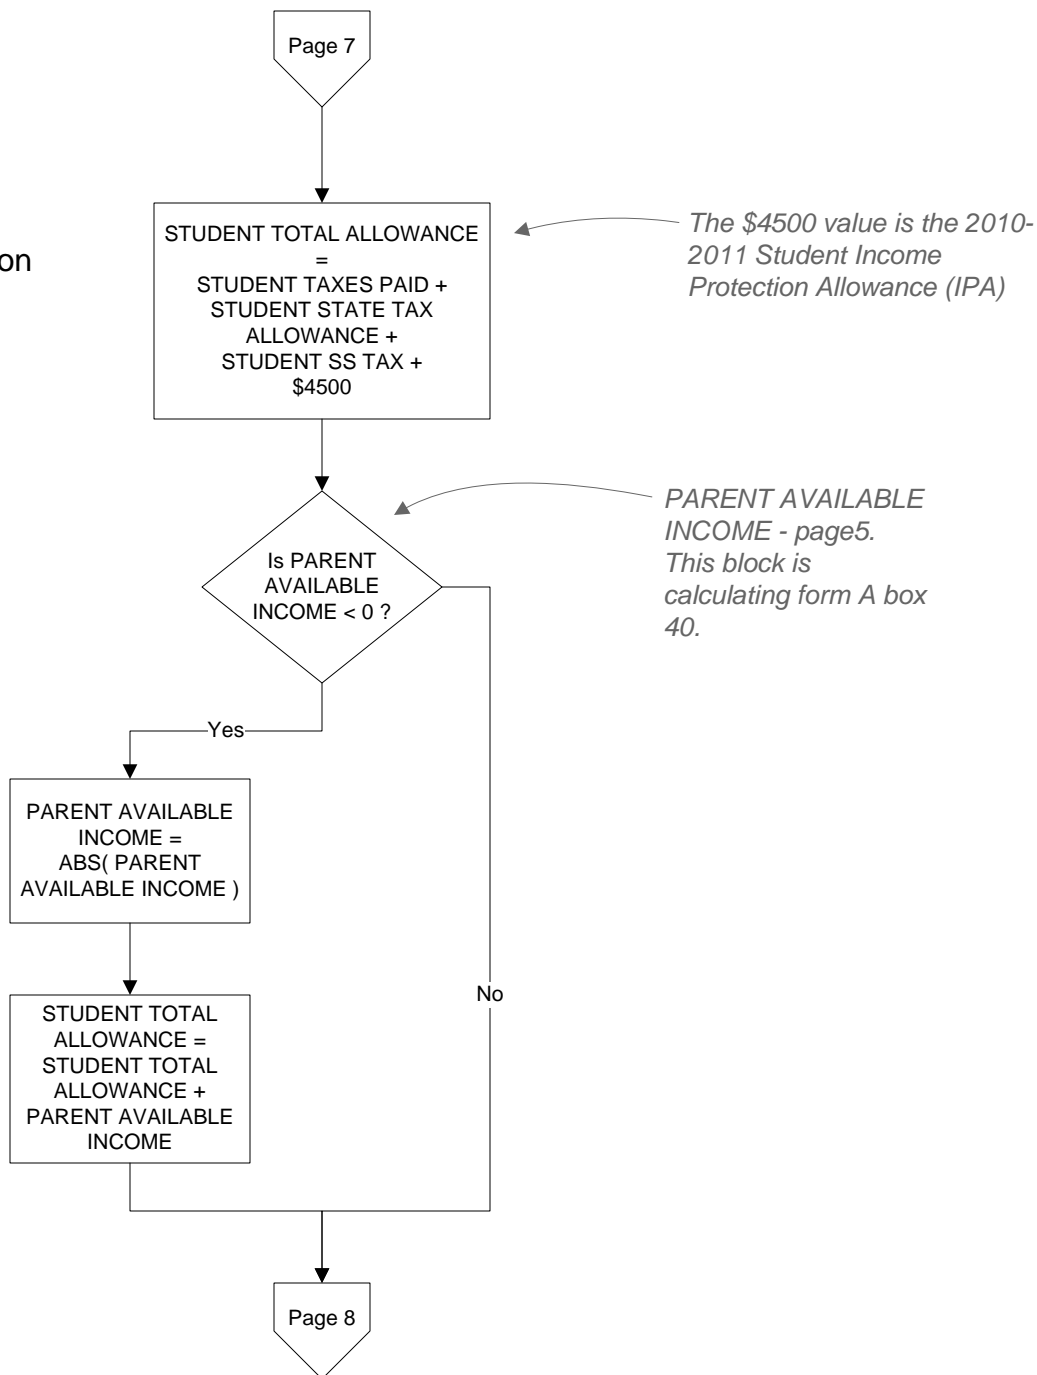 Page 7
on
STUDENT TOTAL ALLOWANCE
=
STUDENT TAXES PAID +
STUDENT STATE TAX
ALLOWANCE +
STUDENT SS TAX +
$4500
The $4500 value is the 2010-
2011 Student Income
Protection Allowance (IPA)
Is PARENT
AVAILABLE
INCOME < 0 ?
PARENT AVAILABLE
INCOME - page5.
This block is
calculating form A box
40.
Yes
PARENT AVAILABLE
INCOME =
ABS( PARENT
AVAILABLE INCOME )
No
STUDENT TOTAL
ALLOWANCE =
STUDENT TOTAL
ALLOWANCE +
PARENT AVAILABLE
INCOME
Page 8